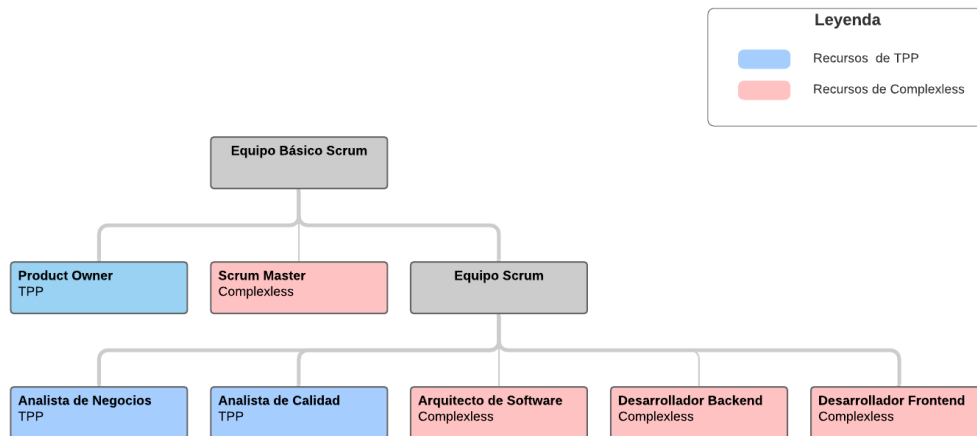 Leyenda
Recursos de TPP
Recursos de Complexless
Equipo Básico Scrum
Product Owner
TPP
Scrum Master
Complexless
Equipo Scrum
Analista de Negocios
TPP
Analista de Calidad
TPP
Arquitecto de Software
Complexless
Desarrollador Backend
Complexless
Desarrollador Frontend
Complexless